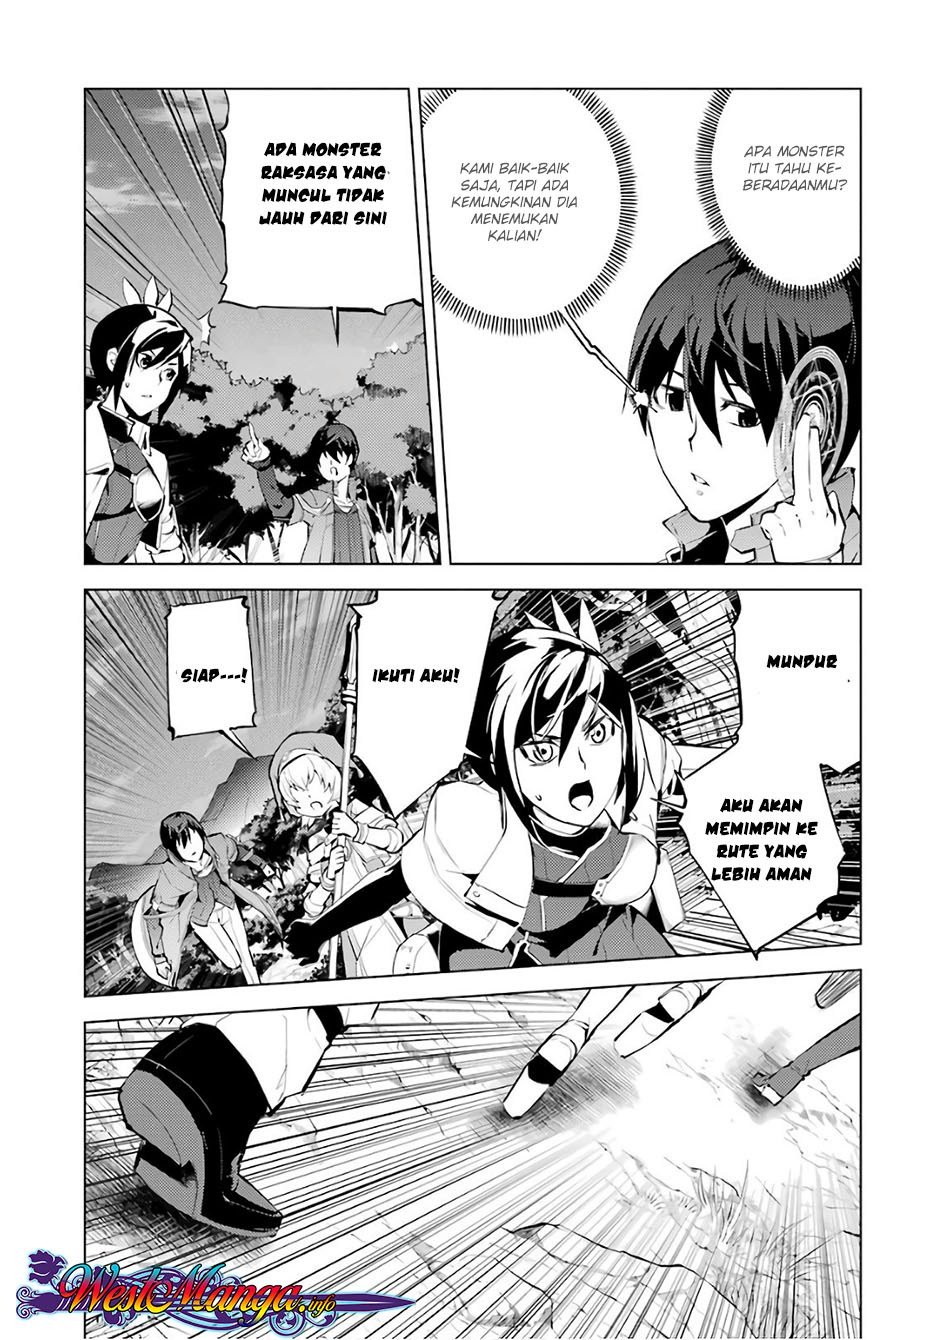 APA MONSTER
ITU TAHU KE-
BERADAANMU?
KAMI BAIK-BAIK
SAJA, TAPI ADA
KEMUNGKINAN DIA
MENEMUKAN
KALIAN!
ADA MONSTER
RAKSASA YANG
MUNCUL TIDAK
JAUH DARI SINI
MUNDUR
AKU AKAN
MEMIMPIN KE
RUTE YANG
LEBIH AMAN
IKUTI AKU!
SIAP---!
WestManga.info